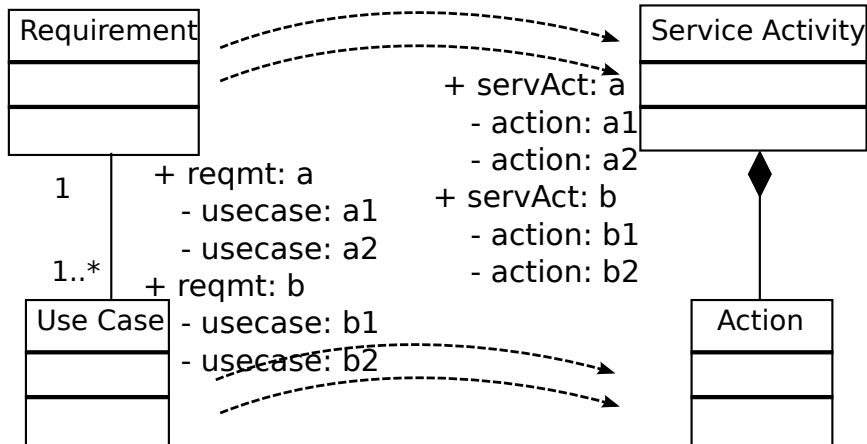 Requirement
Service Activity
+ servAct: a
- action: a1
- action: a2
+ servAct: b
- action: b1
- action: b2
1
+ reqmt: a
- usecase: a1
- usecase: a2
1..*
+ reqmt: b
- usecase: b1
- usecase: b2
Use Case
Action